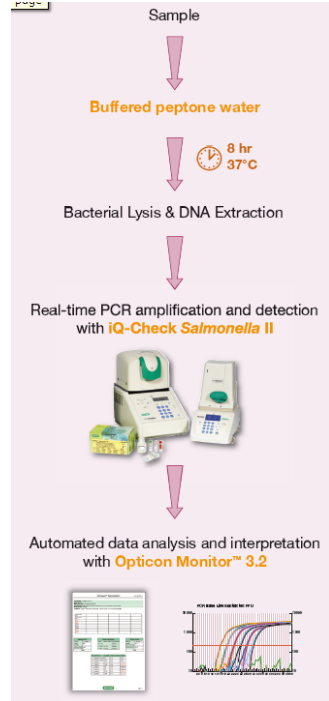 page
Sample
Buffered peptone water
8 hr
37°C
Bacterial Lysis & DNA Extraction
Real-time PCR amplification and detection
with iQ-Check Salmonella II
Automated data analysis and interpretation
with Opticon Monitor™ 3.2